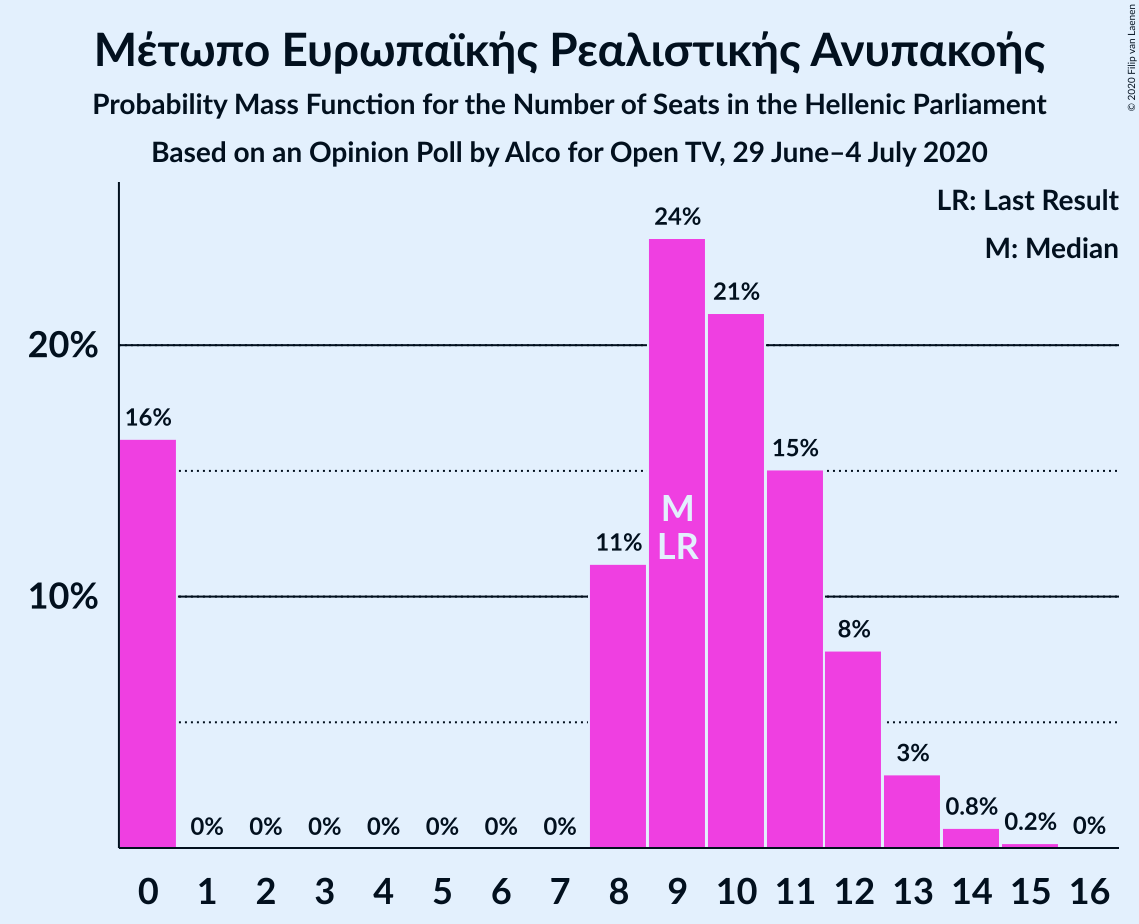 Μέτωπο Ευρωπαϊκής Ρεαλιστικής Ανυπακοής
Probability Mass Function for the Number of Seats in the Hellenic Parliament
Based on an Opinion Poll by Alco for Open TV, 29 June–4 July 2020
© 2020 Filip van Laenen
LR: Last Result
M: Median
24%
21%
20%
16%
15%
M
LR
11%
10%
8%
3%
0.8%
0.2%
0% 0% 0% 0% 0% 0% 0% 0%
0 1 2 3 4 5 6 7 8 9 10 11 12 13 14 15 16